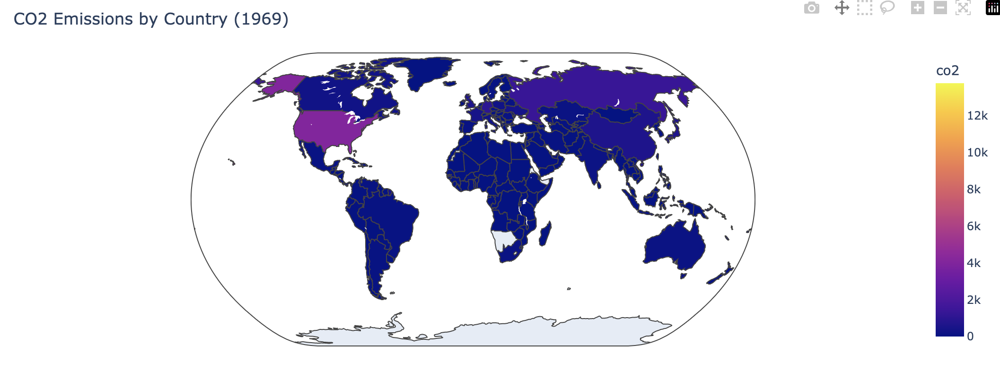 CO2 Emissions by Country (1969)
co2
12k
10k
8k
6k
4k
2k
0